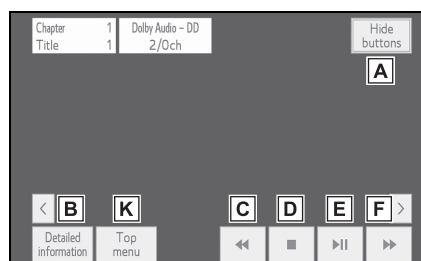 Chapter 1
Title 1
Dolby Audio – DD
2/0ch
Hide
buttons
A
B
K
C
D
E
F
Detailed
information
Top
menu